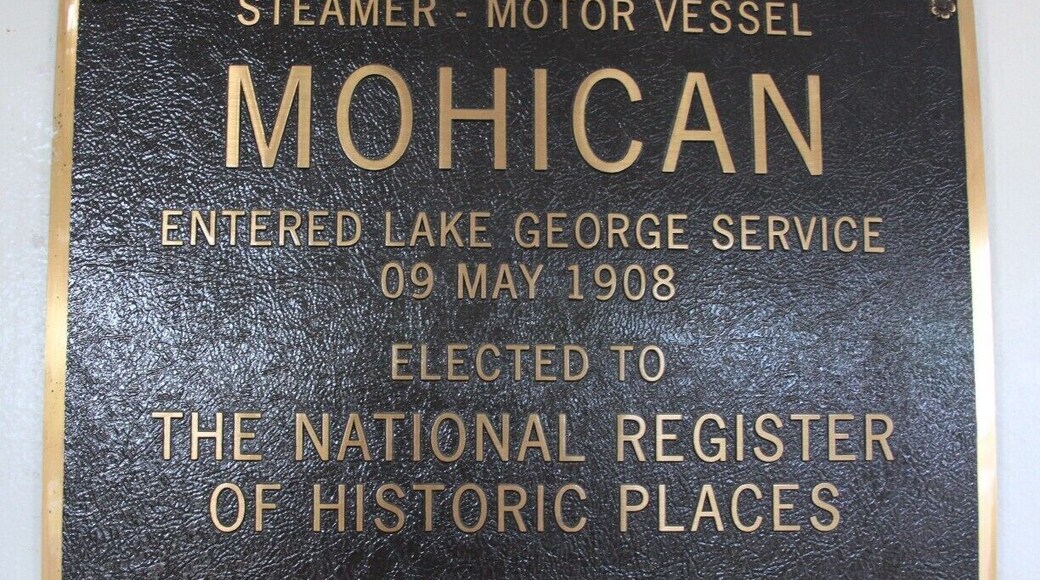 STEAMER - MOTOR VESSEL
MOHICAN
ENTERED LAKE GEORGE SERVICE
09 MAY 1908
ELECTED TO
THE NATIONAL REGISTER
OF HISTORIC PLACES